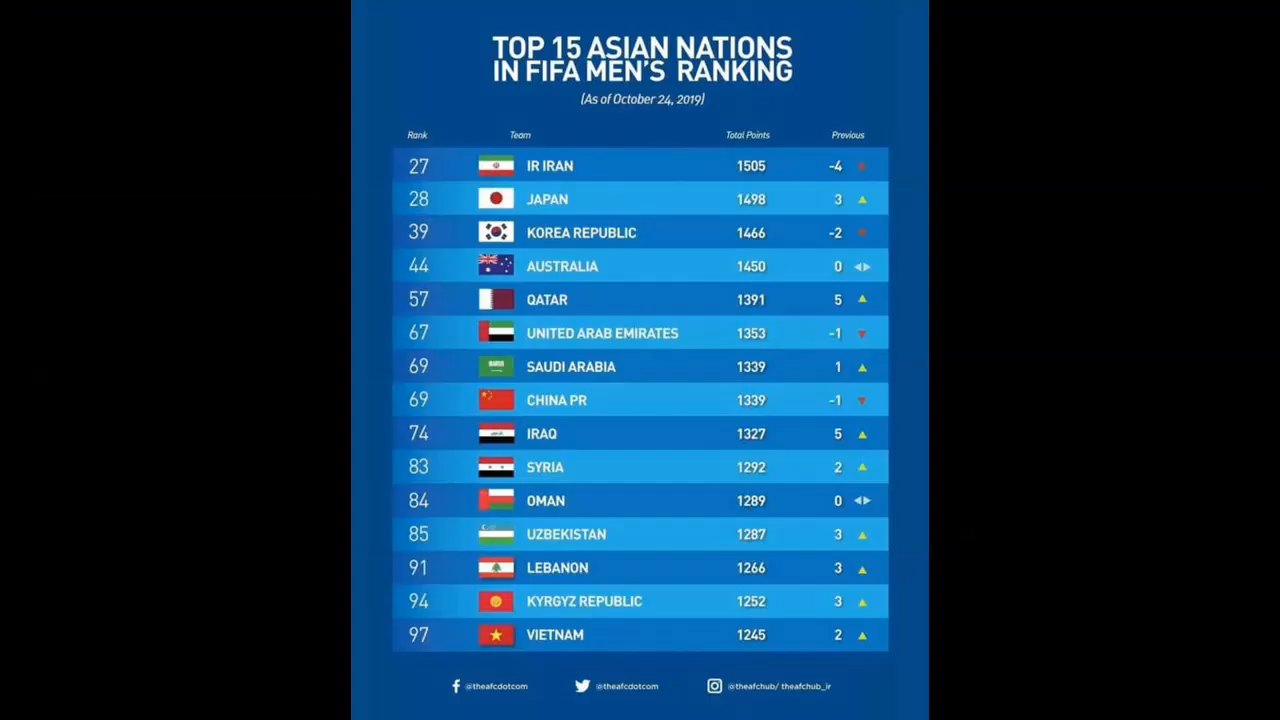 TOP 15 ASIAN NATIONS
IN FIFA MEN'S RANKING
(As of October 24, 2019)
Rank Team Total Points Previous
27 IR IRAN 1505 -4
28 JAPAN 1498 3
39 KOREA REPUBLIC 1466 -2
44 AUSTRALIA 1450 0
57 QATAR 1391 5
67 UNITED ARAB EMIRATES 1353 -1
69 SAUDI ARABIA 1339 1
69 CHINA PR 1339 -1
74 IRAQ 1327 5
83 SYRIA 1292 2
84 OMAN 1289 0
85 UZBEKISTAN 1287 3
91 LEBANON 1266 3
94 KYRGYZ REPUBLIC 1252 3
97 VIETNAM 1245 2
@theafcdotcom @theafcdotcom @theafchub/ theafchub_ir